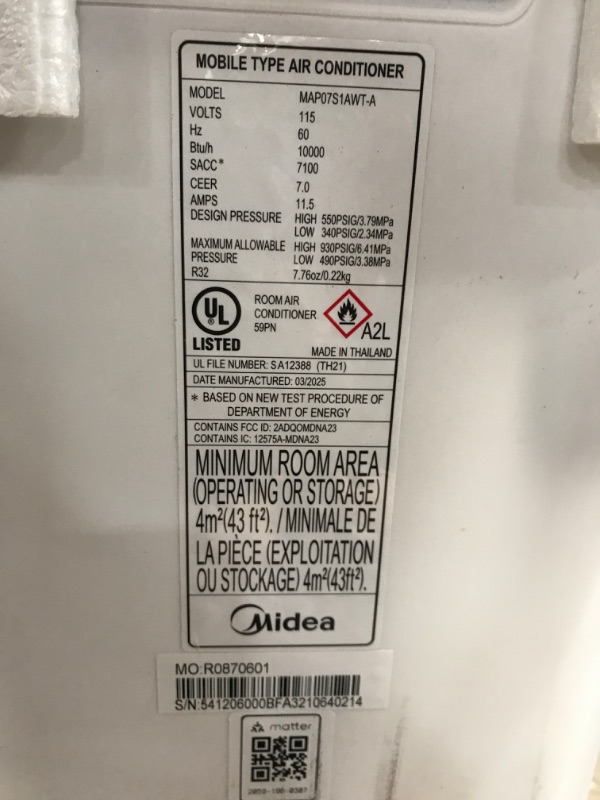 MOBILE TYPE AIR CONDITIONER
MODEL MAP07S1AWT-A
VOLTS 115
Hz 60
Btu/h 10000
SACC* 7100
CEER 7.0
AMPS 11.5
DESIGN PRESSURE HIGH 550PSIG/3.79MPa
LOW 340PSIG/2.34MPa
MAXIMUM ALLOWABLE HIGH 930PSIG/6.41MPa
PRESSURE LOW 490PSIG/3.38MPa
R32 7.76oz/0.22kg
UL
LISTED
ROOM AIR
CONDITIONER
59PN
A2L
MADE IN THAILAND
UL FILE NUMBER: SA12388 (TH21)
DATE MANUFACTURED: 03/2025
* BASED ON NEW TEST PROCEDURE OF
DEPARTMENT OF ENERGY
CONTAINS FCC ID: 2ADQOMDNA23
CONTAINS IC: 12575A-MDNA23
MINIMUM ROOM AREA
(OPERATING OR STORAGE)
4m²(43 ft²). / MINIMALE DE
LA PIÈCE (EXPLOITATION
OU STOCKAGE) 4m²(43ft²).
Midea
MO:R0870601
S/N:541206000BFA3210640214
matter